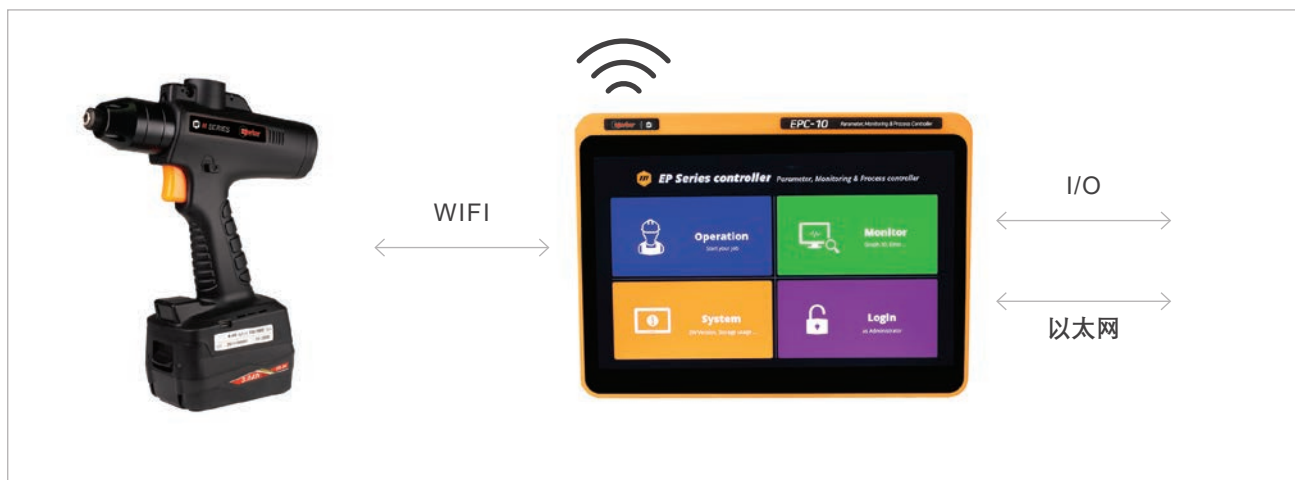 SERIES
WIFI
EPC-10 Parameter, Monitoring & Process Controller
EP Series controller Parameter, Monitoring & Process controller
Operation
Start your job
Monitor
System
Login
as Administrator
I/O
以太网